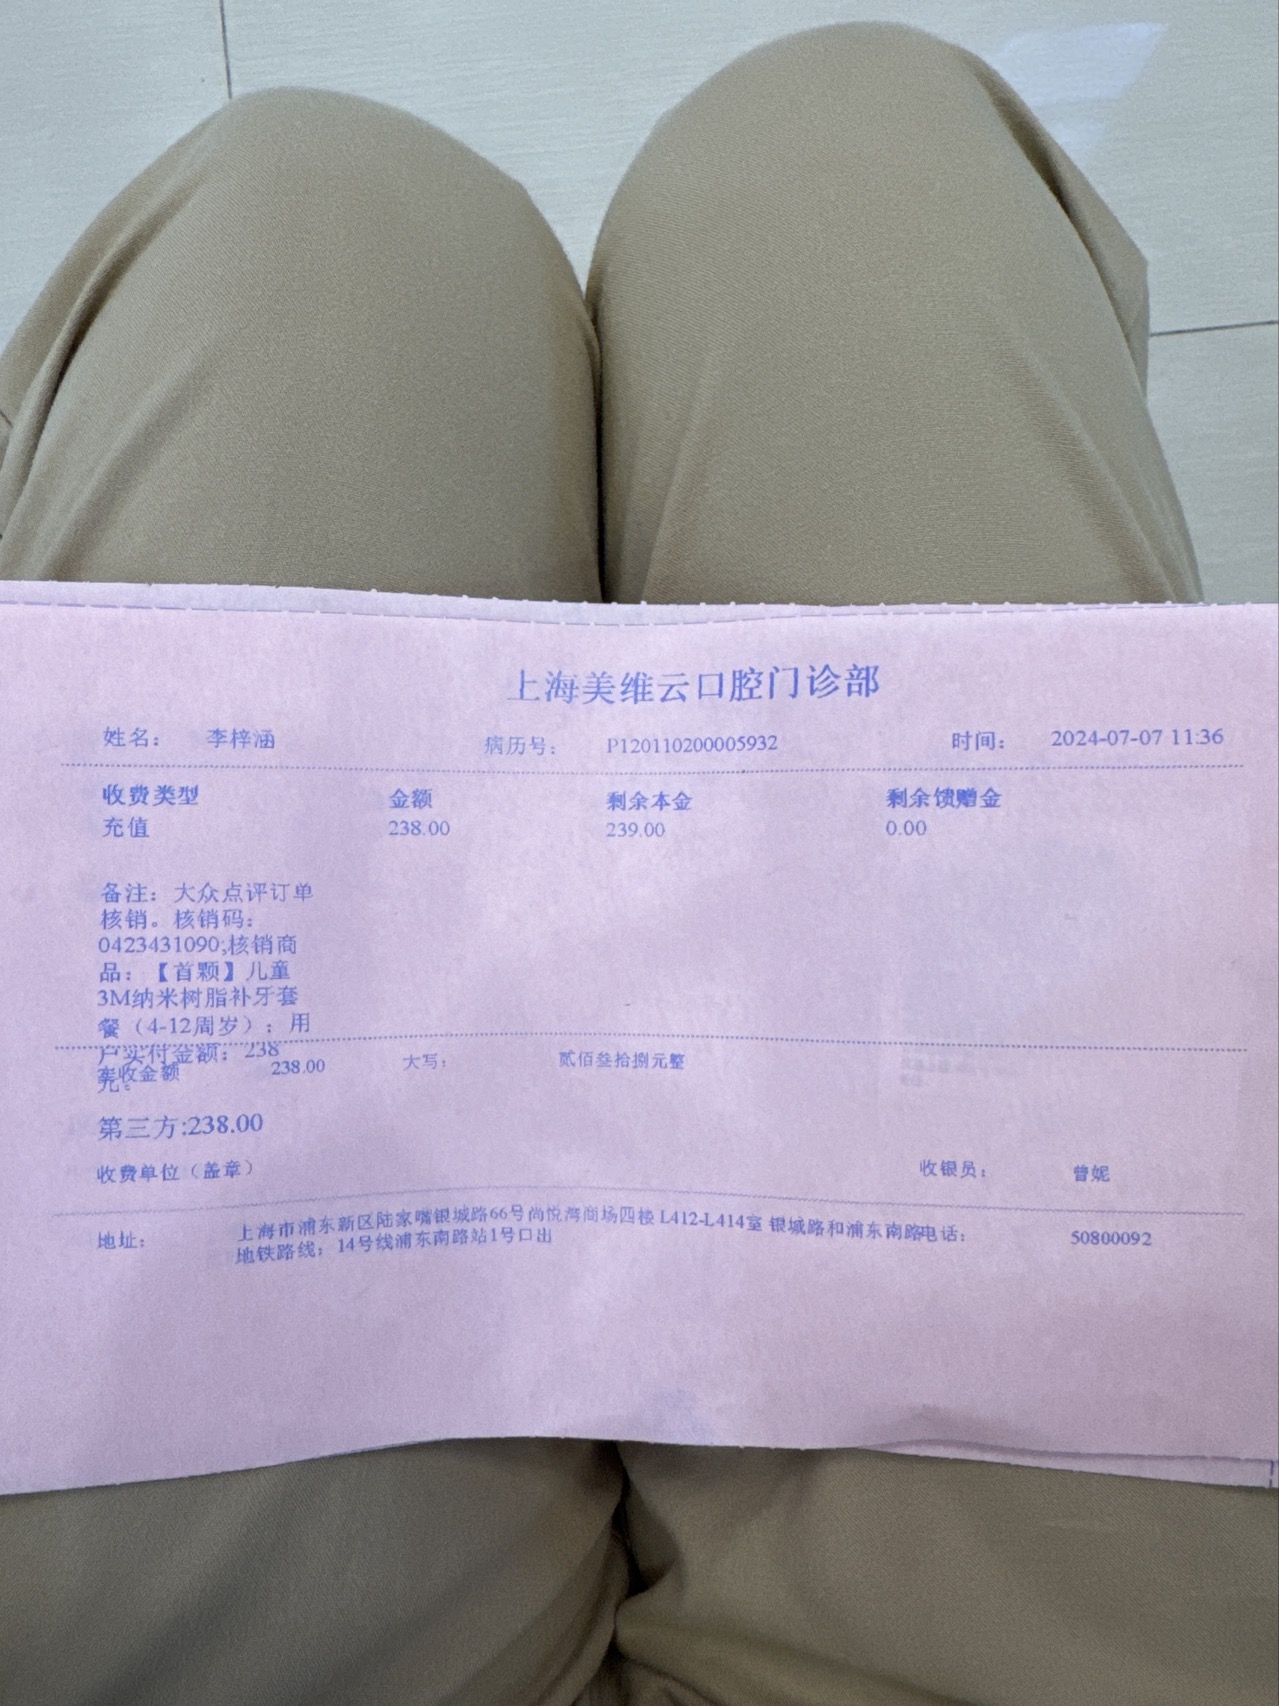 上海美维云口腔门诊部
姓名： 李梓涵 病历号： P120110200005932 时间： 2024-07-07 11:36
收费类型 金额 剩余本金 剩余馈赠金
充值 238.00 239.00 0.00
备注：大众点评订单
核销。核销码：
0423431090;核销商
品：【首颗】儿童
3M纳米树脂补牙套
餐（4-12周岁）；用
户实付金额：238
元。
实收金额 238.00 大写： 贰佰叁拾捌元整
第三方:238.00
收费单位（盖章） 收银员： 曾妮
地址： 上海市浦东新区陆家嘴银城路66号尚悦湾商场四楼 L412-L414室 银城路和浦东南路 电话： 50800092
地铁路线；14号线浦东南路站1号口出